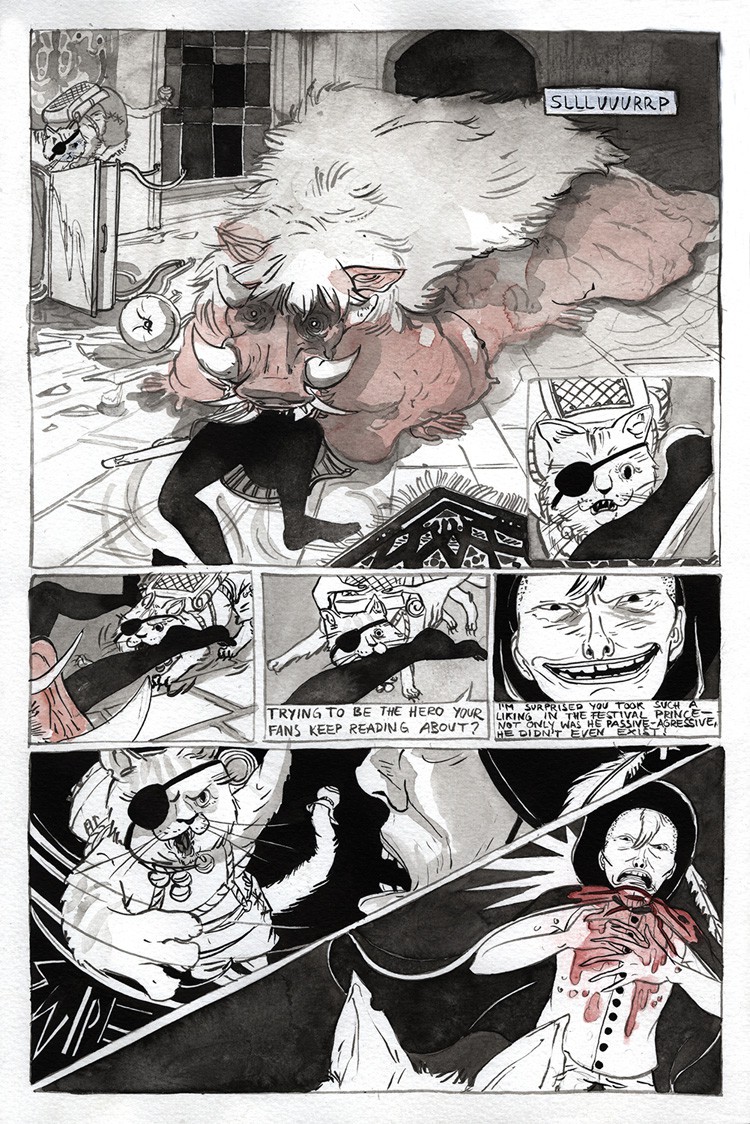 SLLLUUURRP
TRYING TO BE THE HERO YOUR
FANS KEEP READING ABOUT?
I'M SURPRISED YOU TOOK SUCH A
LIKING IN THE FESTIVAL PRINCE—
NOT ONLY WAS HE PASSIVE-AGRESSIVE,
HE DIDN'T EVEN EXIST!
SWIPE